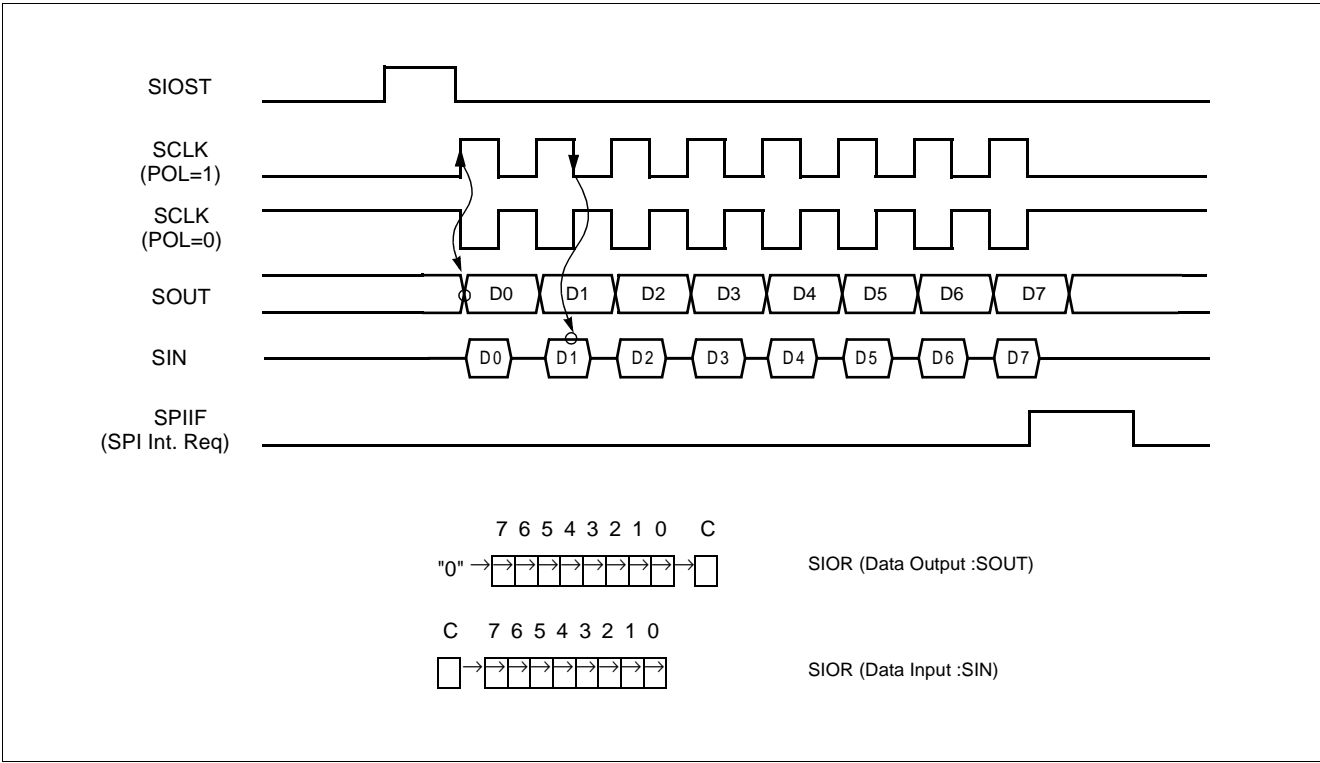 SIOST
SCLK
(POL=1)
SCLK
(POL=0)
SOUT D0 D1 D2 D3 D4 D5 D6 D7
SIN D0 D1 D2 D3 D4 D5 D6 D7
SPIIF
(SPI Int. Req)
7 6 5 4 3 2 1 0 C
"0" SIOR (Data Output :SOUT)
C 7 6 5 4 3 2 1 0
SIOR (Data Input :SIN)